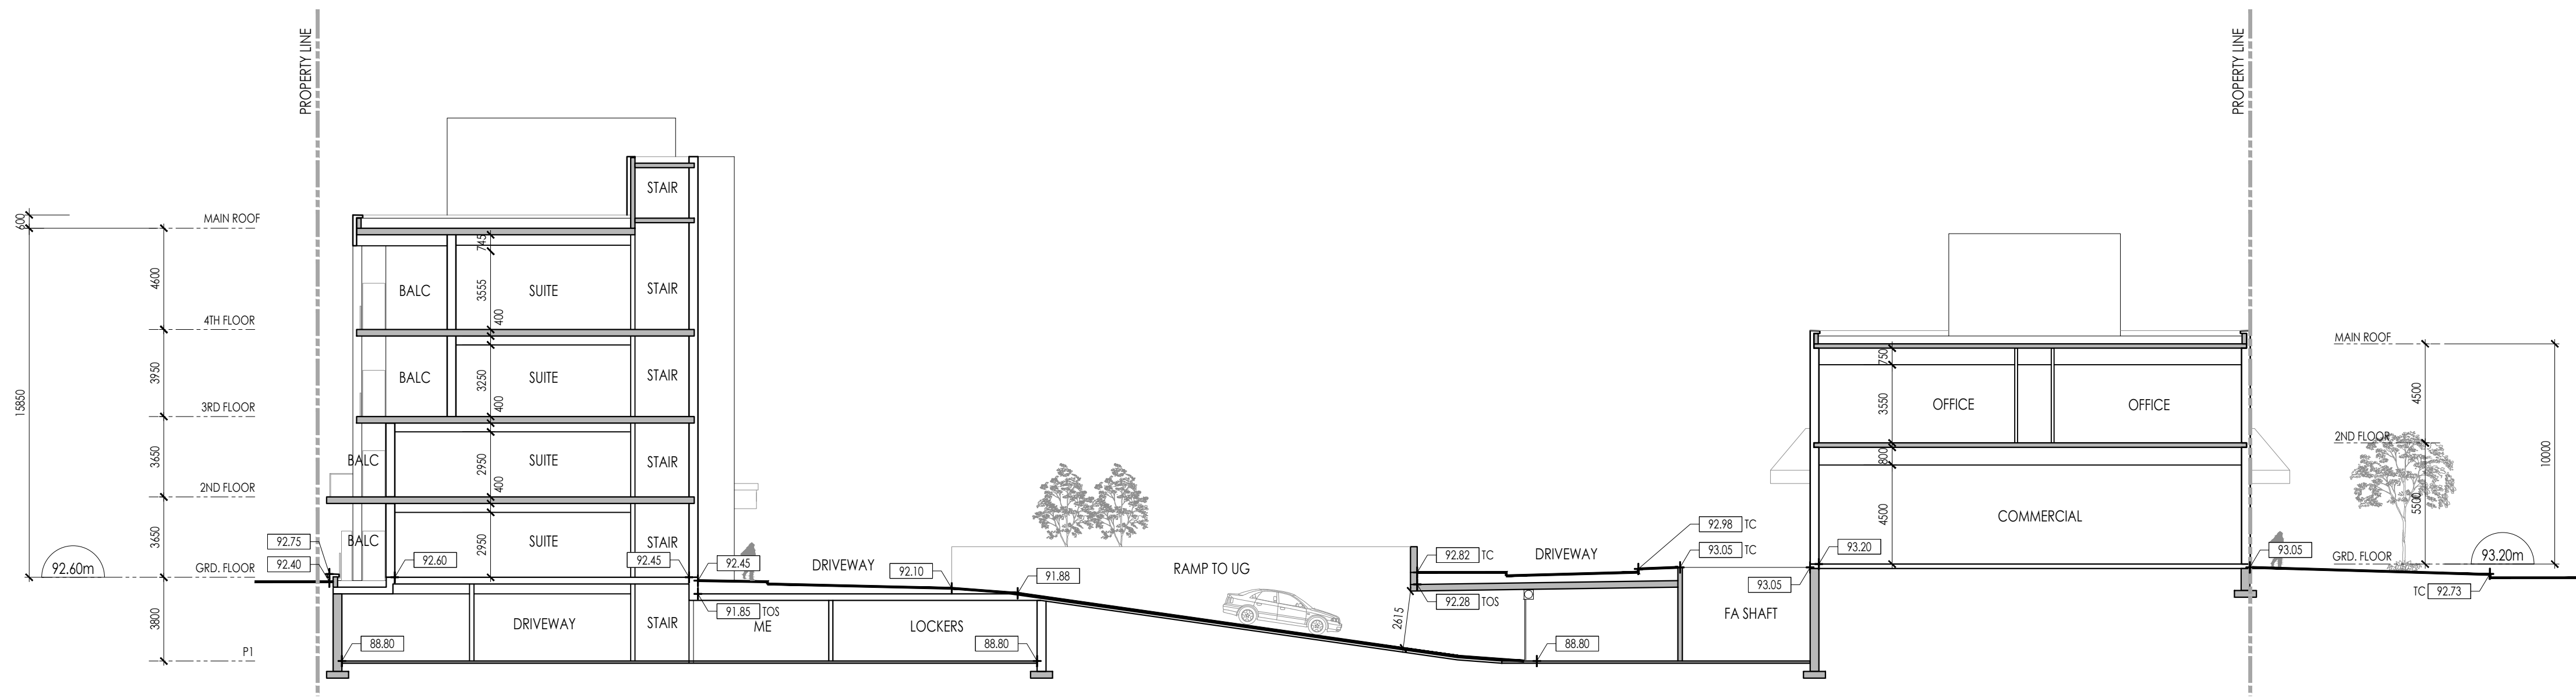 PROPERTY LINE
PROPERTY LINE
600
MAIN ROOF
STAIR
745
4600
BALC
3555
SUITE
STAIR
400
4TH FLOOR
15850
3950
BALC
3250
SUITE
STAIR
400
3RD FLOOR
3650
BALC
2950
SUITE
STAIR
400
2ND FLOOR
3650
BALC
2950
SUITE
STAIR
92.75
92.40
92.60
92.45
92.45
92.60m
GRD. FLOOR
3800
DRIVEWAY
STAIR
91.85 TOS
ME
LOCKERS
P1
88.80
88.80
DRIVEWAY
92.10
91.88
RAMP TO UG
92.82 TC
DRIVEWAY
92.98 TC
93.05 TC
92.28 TOS
2615
88.80
FA SHAFT
93.05
93.20
750
3550
OFFICE
OFFICE
800
4500
COMMERCIAL
93.05
MAIN ROOF
4500
2ND FLOOR
10000
5500
GRD. FLOOR
93.20m
TC 92.73